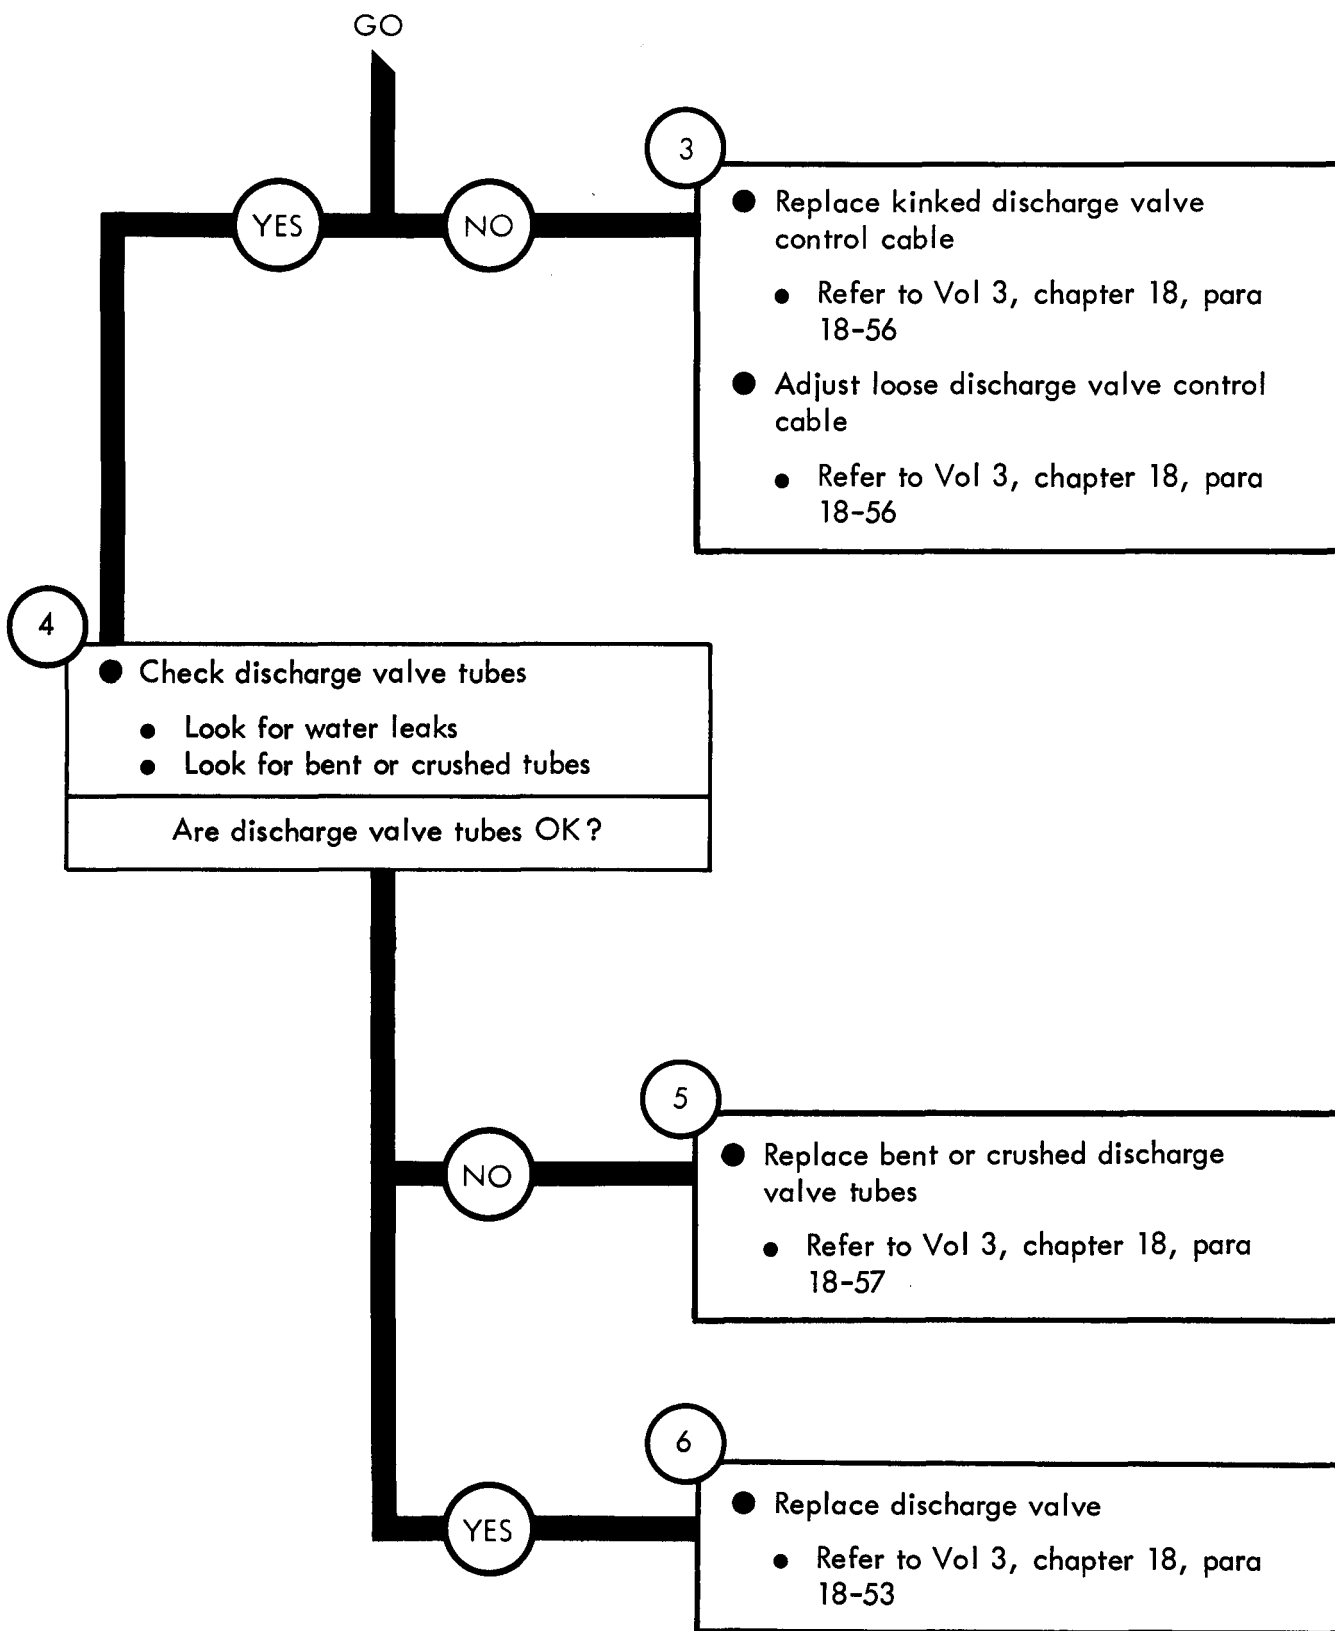 GO
YES
NO
3
● Replace kinked discharge valve
control cable
● Refer to Vol 3, chapter 18, para
18-56
● Adjust loose discharge valve control
cable
● Refer to Vol 3, chapter 18, para
18-56
4
● Check discharge valve tubes
● Look for water leaks
● Look for bent or crushed tubes
Are discharge valve tubes OK?
NO
5
● Replace bent or crushed discharge
valve tubes
● Refer to Vol 3, chapter 18, para
18-57
YES
6
● Replace discharge valve
● Refer to Vol 3, chapter 18, para
18-53